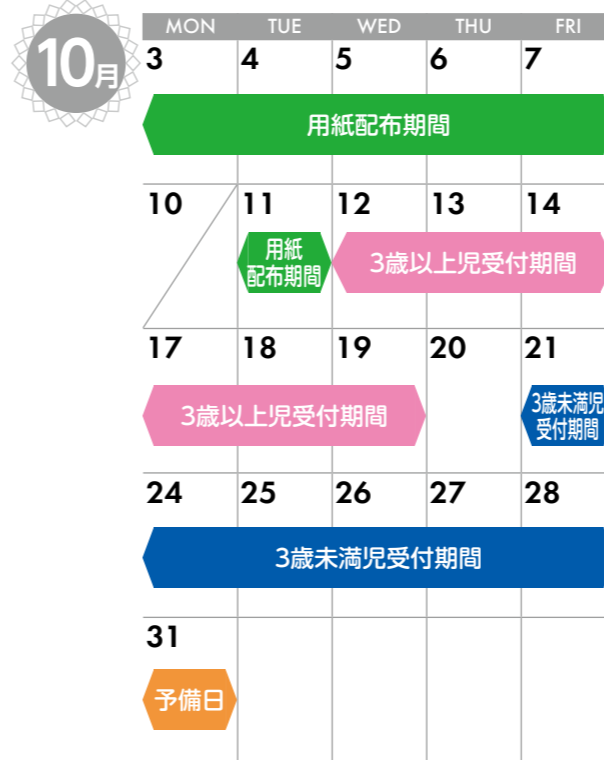 10月
MON TUE WED THU FRI
3 4 5 6 7
用紙配布期間
10 11 12 13 14
用紙
配布期間
3歳以上児受付期間
17 18 19 20 21
3歳以上児受付期間
3歳未満児
受付期間
24 25 26 27 28
3歳未満児受付期間
31
予備日